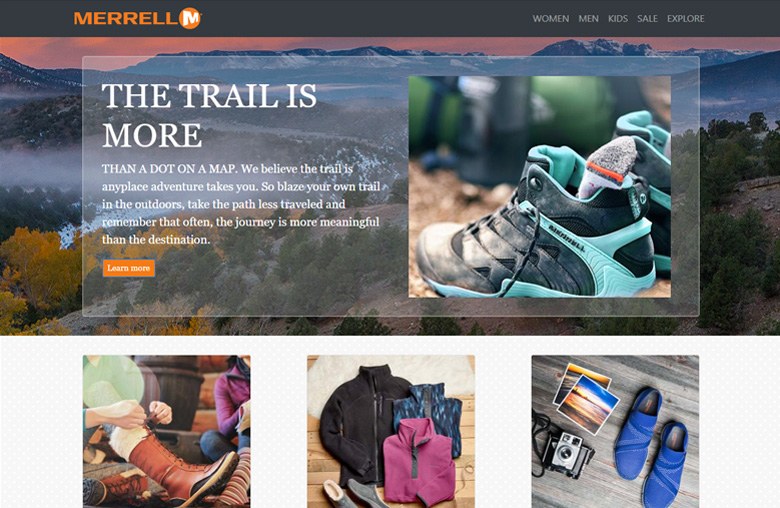 MERRELL M
WOMEN MEN KIDS SALE EXPLORE
THE TRAIL IS
MORE
THAN A DOT ON A MAP. We believe the trail is
anyplace adventure takes you. So blaze your own trail
in the outdoors, take the path less traveled and
remember that often, the journey is more meaningful
than the destination.
Learn more
MERRELL